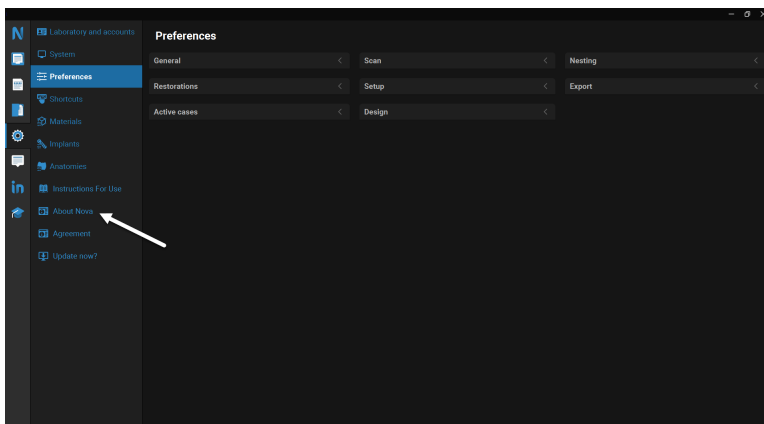 N
Laboratory and accounts
System
Preferences
Shortcuts
Materials
Implants
Anatomies
Instructions For Use
About Nova
Agreement
Update now?
in
Preferences
General
Scan
Nesting
Restorations
Setup
Export
Active cases
Design